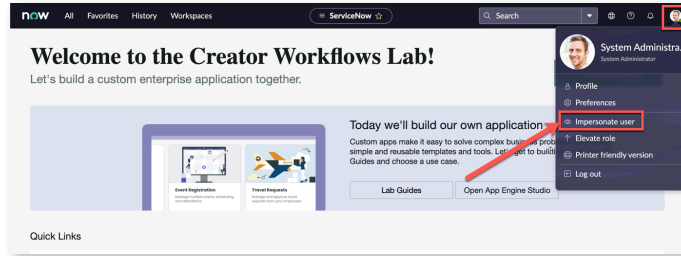 now All Favorites History Workspaces ServiceNow Search
System Administra
System Administrator
Profile
Preferences
Impersonate user
Elevate role
Printer friendly version
Log out
Welcome to the Creator Workflows Lab!
Let's build a custom enterprise application together.
Today we'll build our own application
Custom apps make it easy to solve complex business prob
simple and reusable templates and tools. Let's get to buildi
Guides and choose a use case.
Lab Guides Open App Engine Studio
Event Registration
Travel Requests
Quick Links